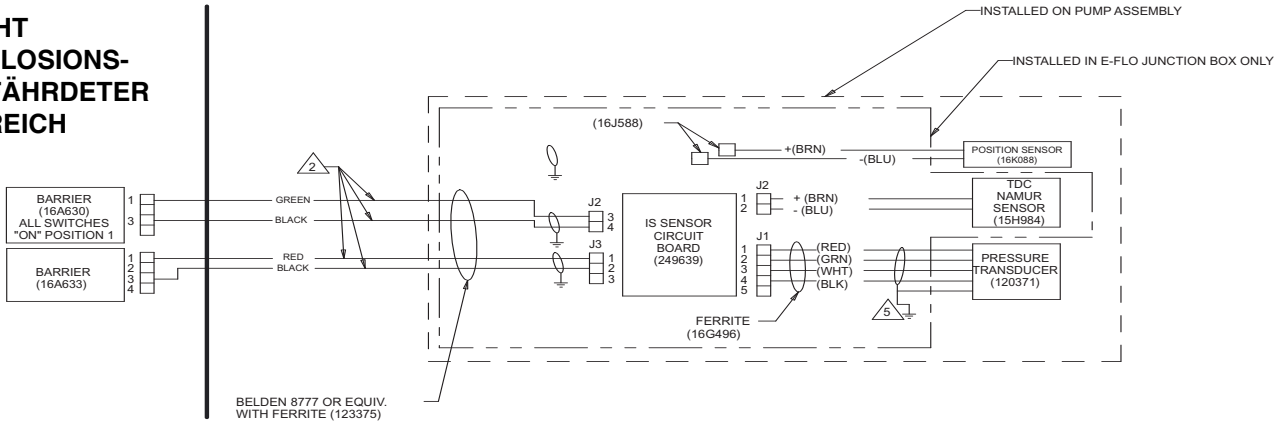 HT
LOSIONS-
ÄHRDETER
REICH
INSTALLED ON PUMP ASSEMBLY
INSTALLED IN E-FLO JUNCTION BOX ONLY
(16J588)
+(BRN)
-(BLU)
POSITION SENSOR
(16K088)
2
BARRIER
(16A630)
ALL SWITCHES
"ON" POSITION 1
1
3
GREEN
BLACK
J2
3
4
IS SENSOR
CIRCUIT
BOARD
(249639)
J2
1
2
+ (BRN)
- (BLU)
TDC
NAMUR
SENSOR
(15H984)
BARRIER
(16A633)
1
2
3
4
RED
BLACK
J3
1
2
3
J1
1
2
3
4
5
(RED)
(GRN)
(WHT)
(BLK)
PRESSURE
TRANSDUCER
(120371)
5
FERRITE
(16G496)
BELDEN 8777 OR EQUIV.
WITH FERRITE (123375)